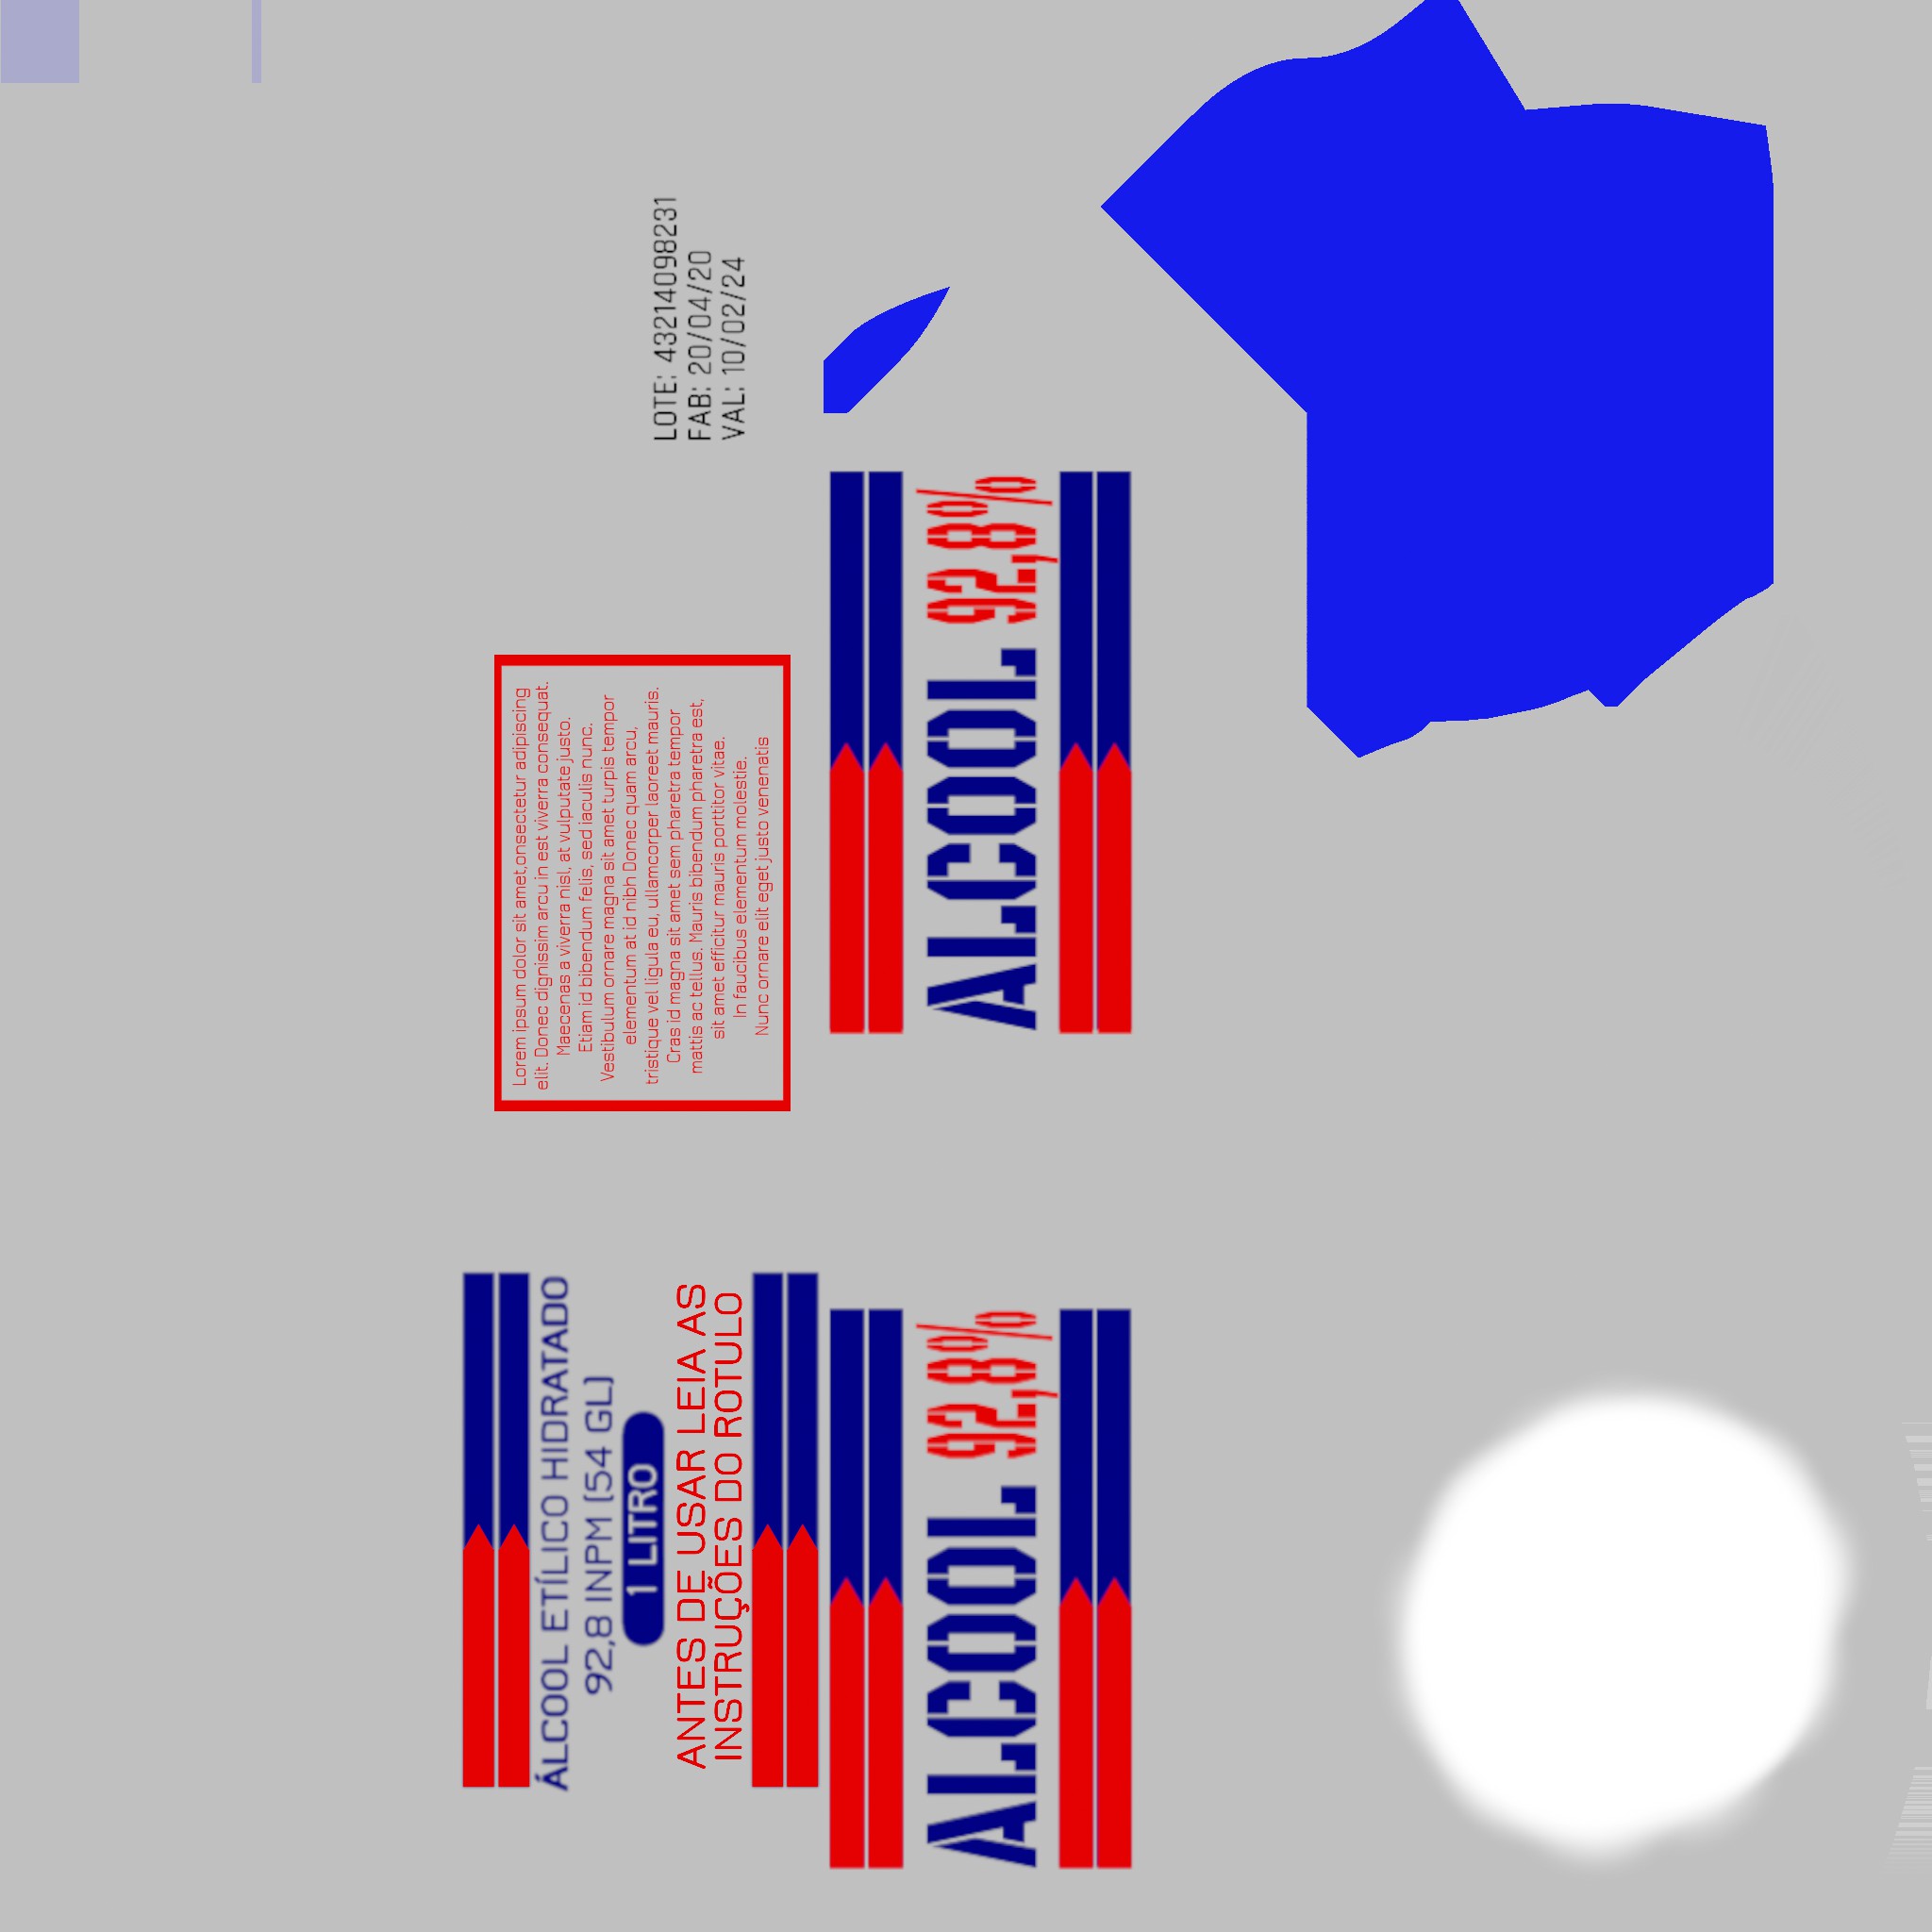 LOTE: 43214098231
FAB: 20/04/20
VAL: 10/02/24
ALCOOL 92,8%
Lorem ipsum dolor sit amet,onsectetur adipiscing
elit. Donec dignissim arcu in est viverra consequat.
Maecenas a viverra nisl, at vulputate justo.
Etiam id bibendum felis, sed iaculis nunc.
Vestibulum ornare magna sit amet turpis tempor
elementum at id nibh Donec quam arcu,
tristique vel ligula eu, ullamcorper laoreet mauris.
Cras id magna sit amet sem pharetra tempor
mattis ac tellus. Mauris bibendum pharetra est,
sit amet efficitur mauris porttitor vitae.
In faucibus elementum molestie.
Nunc ornare elit eget justo venenatis
ÁLCOOL ETÍLICO HIDRATADO
92,8 INPM (54 GL)
1 LITRO
ANTES DE USAR LEIA AS
INSTRUÇÕES DO ROTULO
ALCOOL 92,8%